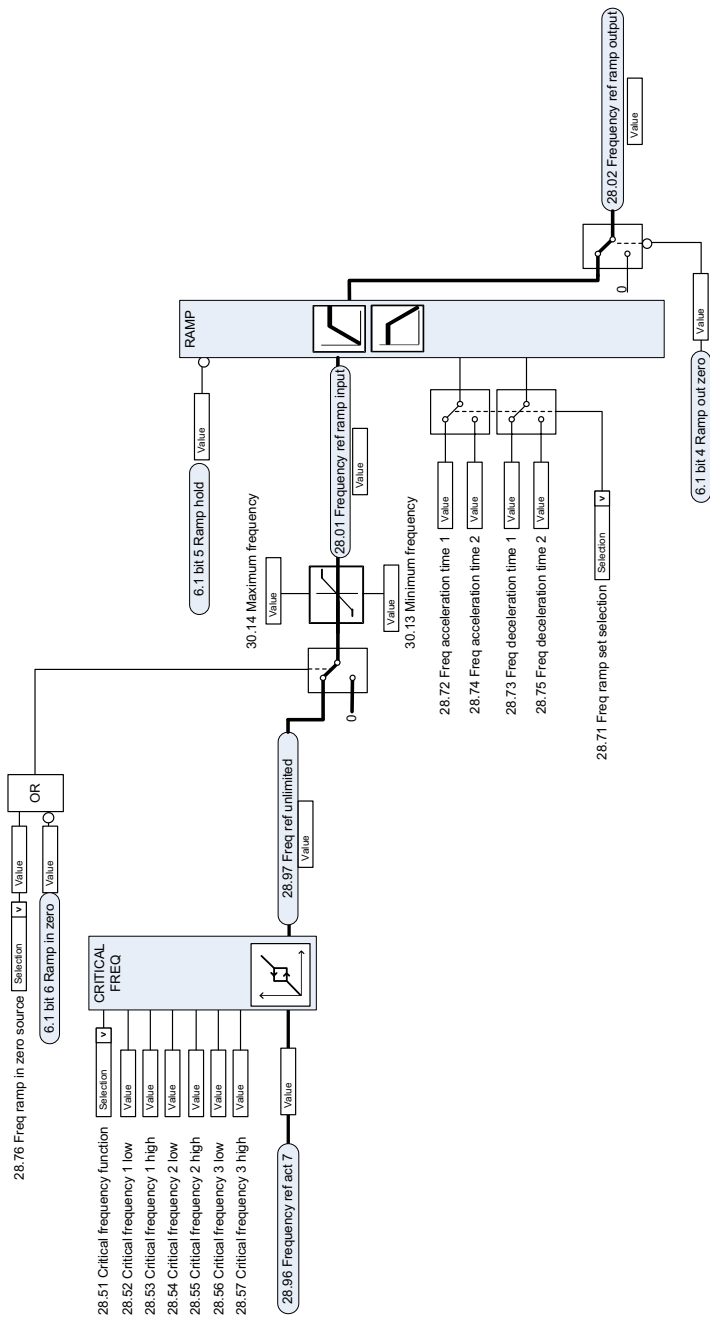 28.76 Freq ramp in zero source
Selection
v
Value
6.1 bit 6 Ramp in zero
Value
OR
CRITICAL
FREQ
28.51 Critical frequency function
Selection
v
28.52 Critical frequency 1 low
Value
28.53 Critical frequency 1 high
Value
28.54 Critical frequency 2 low
Value
28.55 Critical frequency 2 high
Value
28.56 Critical frequency 3 low
Value
28.57 Critical frequency 3 high
Value
28.96 Frequency ref act 7
Value
28.97 Freq ref unlimited
Value
0
30.14 Maximum frequency
Value
Value
30.13 Minimum frequency
6.1 bit 5 Ramp hold
Value
28.01 Frequency ref ramp input
Value
RAMP
28.72 Freq acceleration time 1
Value
28.74 Freq acceleration time 2
Value
28.73 Freq deceleration time 1
Value
28.75 Freq deceleration time 2
Value
28.71 Freq ramp set selection
Selection
v
0
28.02 Frequency ref ramp output
Value
6.1 bit 4 Ramp out zero
Value